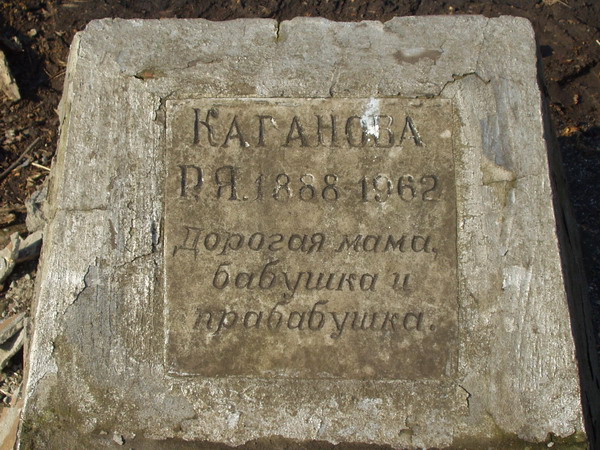 КАГАНОВА
Р.Я. 1888-1962
Дорогая мама,
бабушка и
прабабушка.